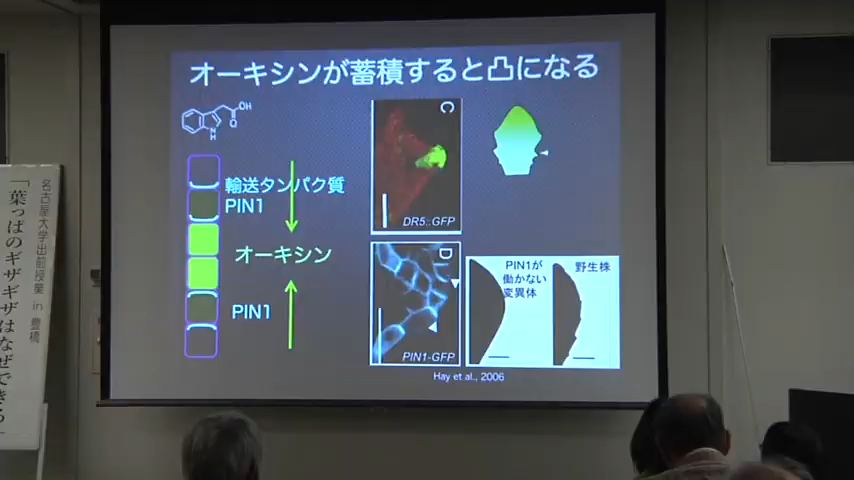 オーキシンが蓄積すると凸になる
OH
O
N
H
輸送タンパク質
PIN1
オーキシン
PIN1
C
DR5::GFP
D
PIN1-GFP
PIN1が
働かない
変異体
野生株
Hay et al., 2006
名古屋大学出前授業 in 豊橋
「葉っぱのギザギザはなぜできる」